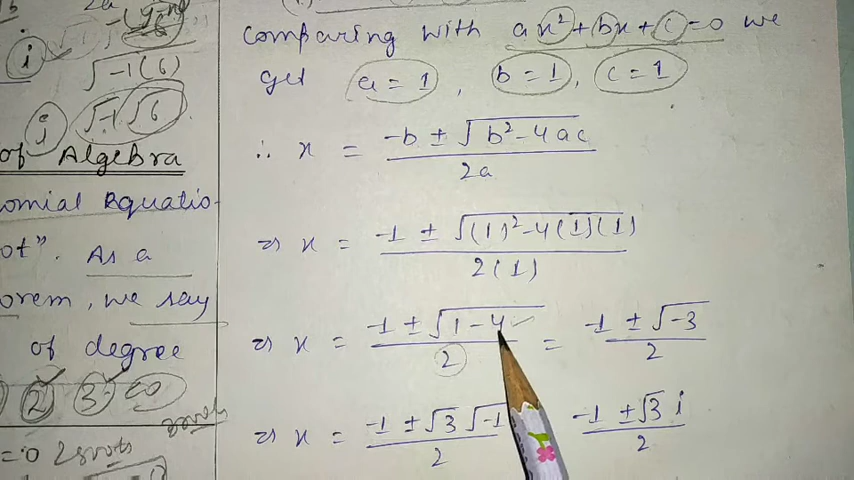 comparing with ax²+bx+c=0 we
get a=1, b=1, c=1
∴ x = -b ± √b²-4ac / 2a
⇒ x = -1 ± √(1)²-4(1)(1) / 2(1)
⇒ x = -1 ± √1-4 / 2 = -1 ± √-3 / 2
⇒ x = -1 ± √3 √-1 / 2 -1 ± √3 i / 2
2a
i
√-1(6)
√-1 √6
of Algebra
omial Equatio
ot". As a
orem, we say
of degree
2 3
=0 2